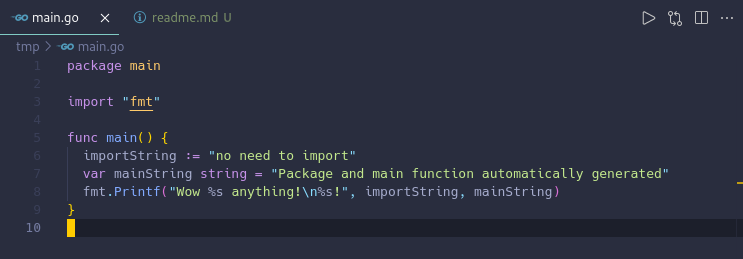 GO main.go × readme.md U
tmp > GO main.go
1 package main
2
3 import "fmt"
4
5 func main() {
6 importString := "no need to import"
7 var mainString string = "Package and main function automatically generated"
8 fmt.Printf("Wow %s anything!\n%s!", importString, mainString)
9 }
10